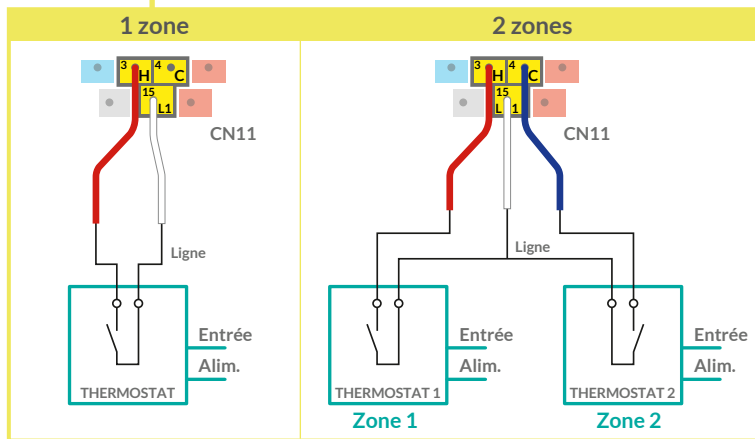 1 zone
3 H 4 C
15 L1
CN11
Ligne
Entrée
Alim.
THERMOSTAT
2 zones
3 H 4 C
15 L 1
CN11
Ligne
Entrée
Alim.
THERMOSTAT 1
Zone 1
Entrée
Alim.
THERMOSTAT 2
Zone 2